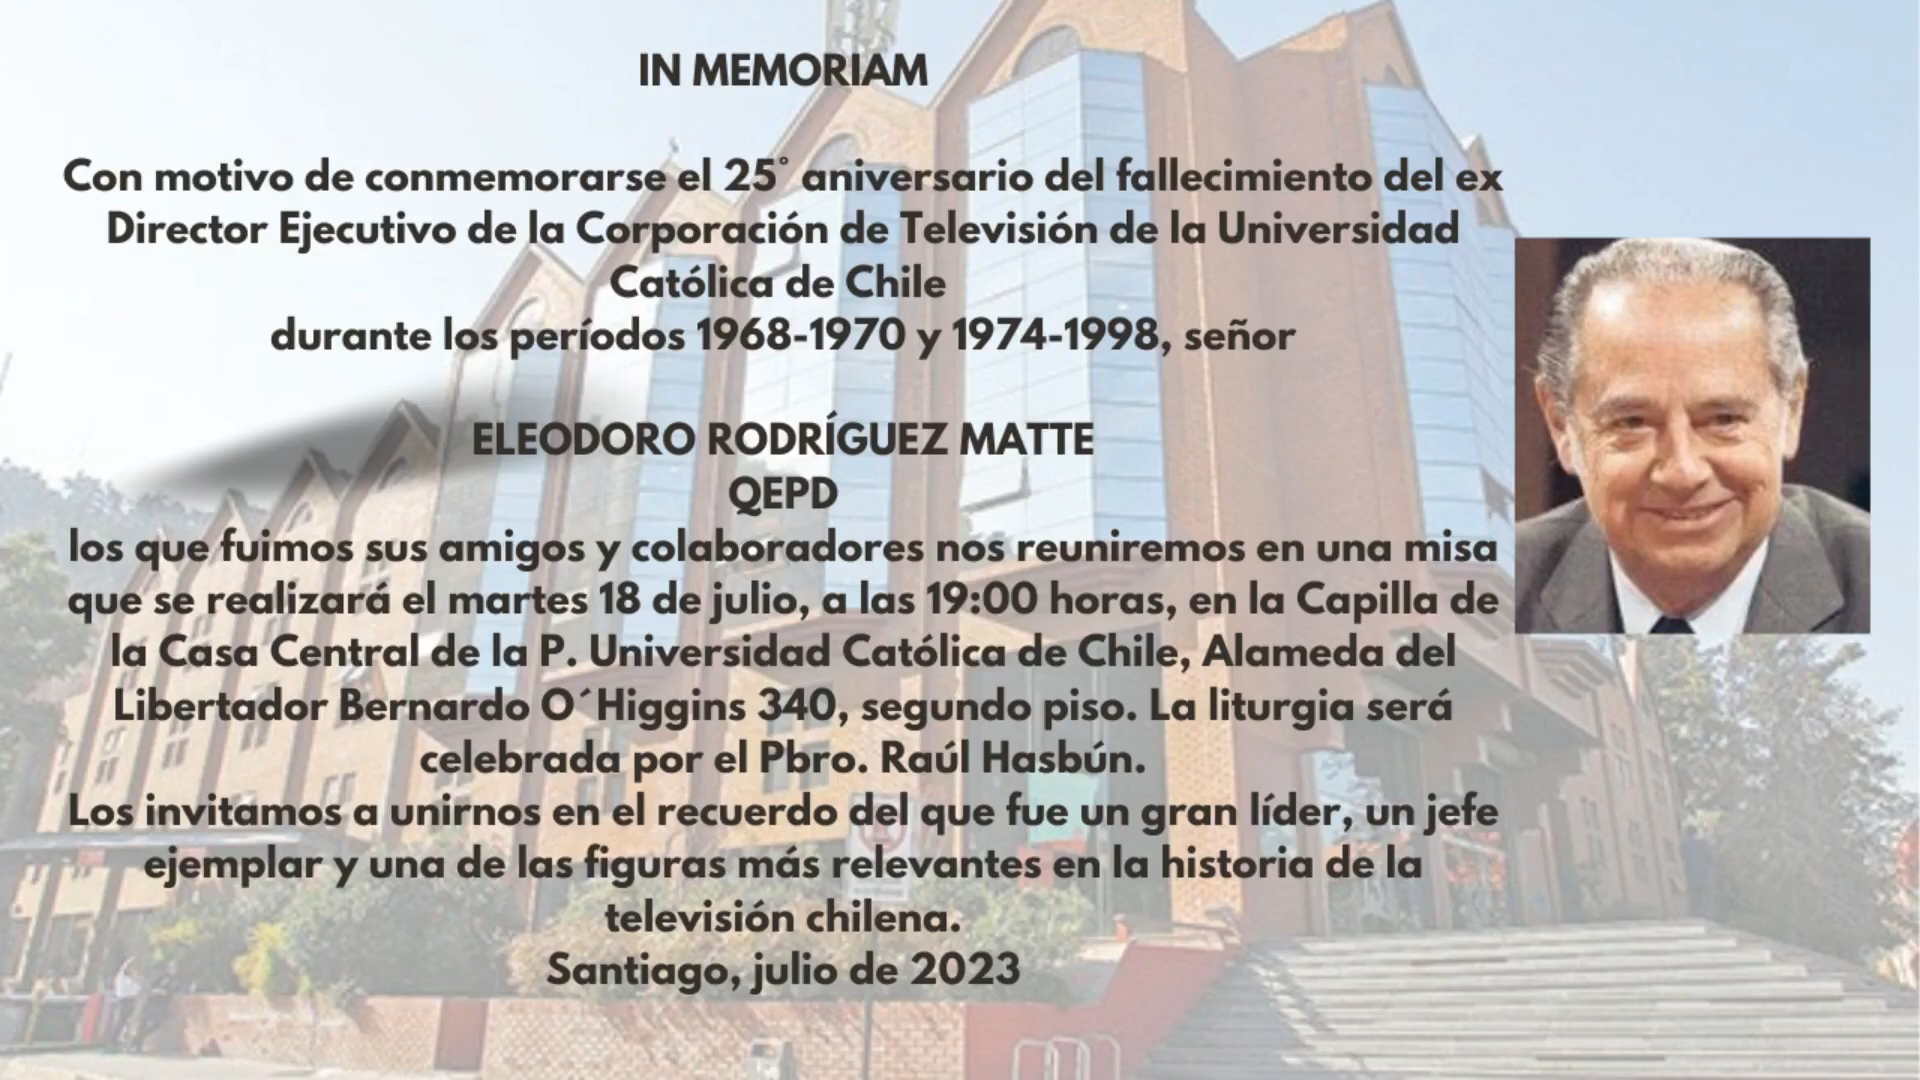 IN MEMORIAM
Con motivo de conmemorarse el 25° aniversario del fallecimiento del ex
Director Ejecutivo de la Corporación de Televisión de la Universidad
Católica de Chile
durante los períodos 1968-1970 y 1974-1998, señor
ELEODORO RODRÍGUEZ MATTE
QEPD
los que fuimos sus amigos y colaboradores nos reuniremos en una misa
que se realizará el martes 18 de julio, a las 19:00 horas, en la Capilla de
la Casa Central de la P. Universidad Católica de Chile, Alameda del
Libertador Bernardo O´Higgins 340, segundo piso. La liturgia será
celebrada por el Pbro. Raúl Hasbún.
Los invitamos a unirnos en el recuerdo del que fue un gran líder, un jefe
ejemplar y una de las figuras más relevantes en la historia de la
televisión chilena.
Santiago, julio de 2023